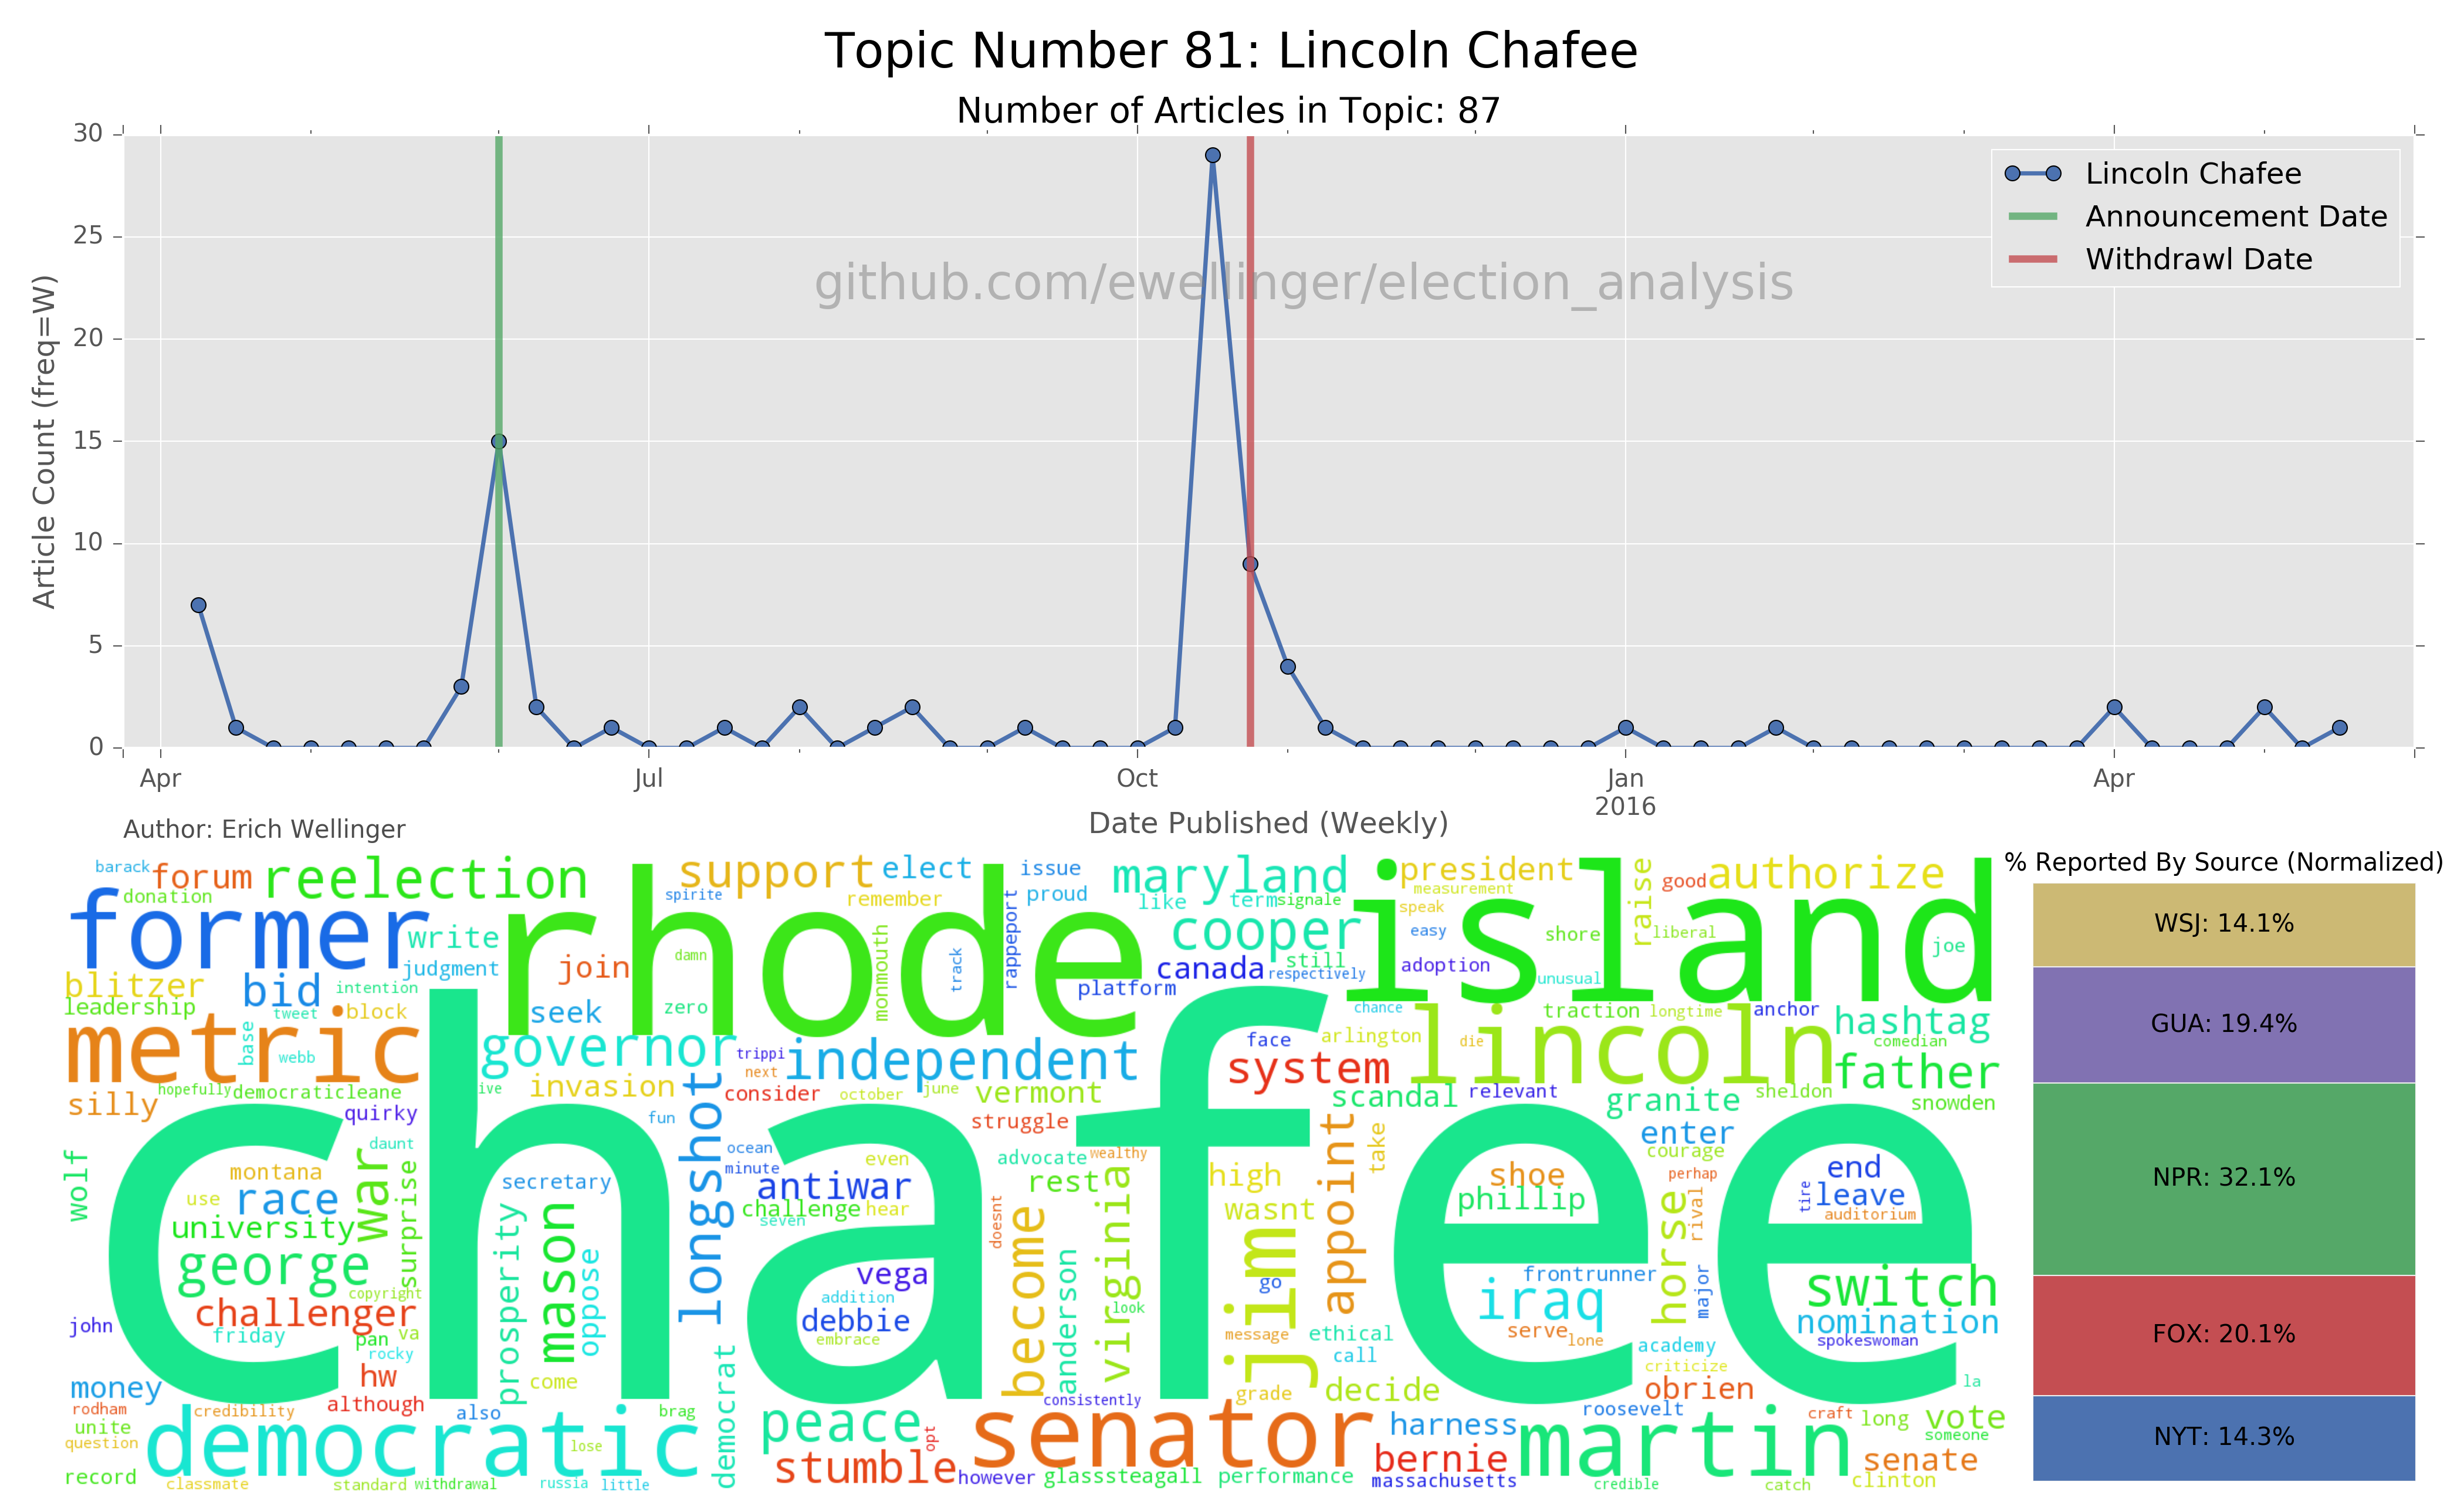 Topic Number 81: Lincoln Chafee
Number of Articles in Topic: 87
30
25
20
15
10
5
0
Article Count (freq=W)
Lincoln Chafee
Announcement Date
Withdrawl Date
github.com/ewellinger/election_analysis
Apr
Jul
Oct
Jan
2016
Apr
Date Published (Weekly)
Author: Erich Wellinger
barack
forum
reelection
support
elect
issue
maryland
island
president
raise
good
authorize
donation
former
rhode
spirite
remember
rappeport
proud
like
term
signale
measurement
speak
write
cooper
easy
shore
liberal
joe
judgment
join
damn
monmouth
track
canada
still
respectively
adoption
unusual
blitzer
bid
intention
platform
leadership
tweet
block
seek
zero
chance
traction
longtime
anchor
hashtag
metric
base
webb
governor
trippi
independent
face
arlington
lincoln
die
comedian
next
system
father
silly
hopefully
democraticleane
ive
invasion
consider
october
june
vermont
scandal
relevant
granite
sheldon
snowden
quirky
longshot
fun
struggle
chafee
enter
wolf
daunt
war
surprise
ocean
even
advocate
wealthy
appoint
take
courage
montana
secretary
minute
antiwar
rest
high
shoe
perhap
end
use
race
challenge
hear
wasnt
phillip
horse
rival
tire
leave
auditorium
university
prosperity
mason
oppose
seven
doesnt
become
anderson
virginia
jim
george
vega
go
frontrunner
major
switch
copyright
addition
look
iraq
challenger
debbie
nomination
john
friday
pan
va
embrace
message
ethical
serve
lone
spokeswoman
rocky
democrat
call
academy
money
hw
come
grade
decide
criticize
obrien
la
rodham
credibility
although
also
brag
consistently
harness
roosevelt
craft
long
vote
unite
question
democratic
lose
peace
opt
senator
someone
stumble
bernie
martin
senate
record
classmate
standard
withdrawal
russia
little
however
glasssteagall
performance
massachusetts
credible
catch
clinton
% Reported By Source (Normalized)
WSJ: 14.1%
GUA: 19.4%
NPR: 32.1%
FOX: 20.1%
NYT: 14.3%